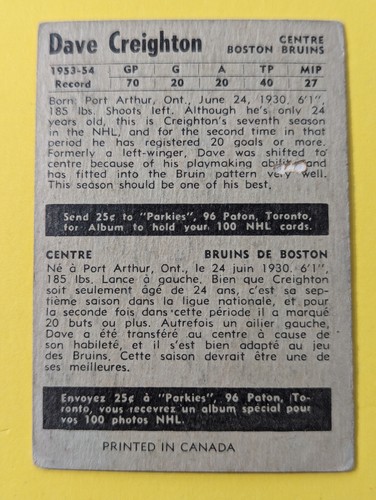 Dave Creighton CENTRE
BOSTON BRUINS
1953-54 GP G A TP MIP
Record 70 20 20 40 27
Born: Port Arthur, Ont., June 24, 1930. 6'1",
185 lbs. Shoots left. Although he's only 24
years old, this is Creighton's seventh season
in the NHL, and for the second time in that
period he has registered 20 goals or more.
Formerly a left-winger, Dave was shifted to
centre because of his playmaking ability and
has fitted into the Bruin pattern very well.
This season should be one of his best,
Send 25¢ to "Parkies", 96 Paton, Toronto,
for Album to hold your 100 NHL cards.
CENTRE BRUINS DE BOSTON
Né à Port Arthur, Ont., le 24 juin 1930. 6'1",
185 lbs. Lance à gauche. Bien que Creighton
soit seulement âgé de 24 ans, c'est sa sep-
tième saison dans la ligue nationale, et pour
la seconde fois dans cette période il a marqué
20 buts ou plus. Autrefois un ailier gauche,
Dave a été transféré au centre à cause de
son habileté, et il s'est bien adapté au jeu
des Bruins. Cette saison devrait être une de
ses meilleures.
Envoyez 25¢ à "Parkies", 96 Paton, To-
ronto, vous recevrez un album spécial pour
vos 100 photos NHL.
PRINTED IN CANADA